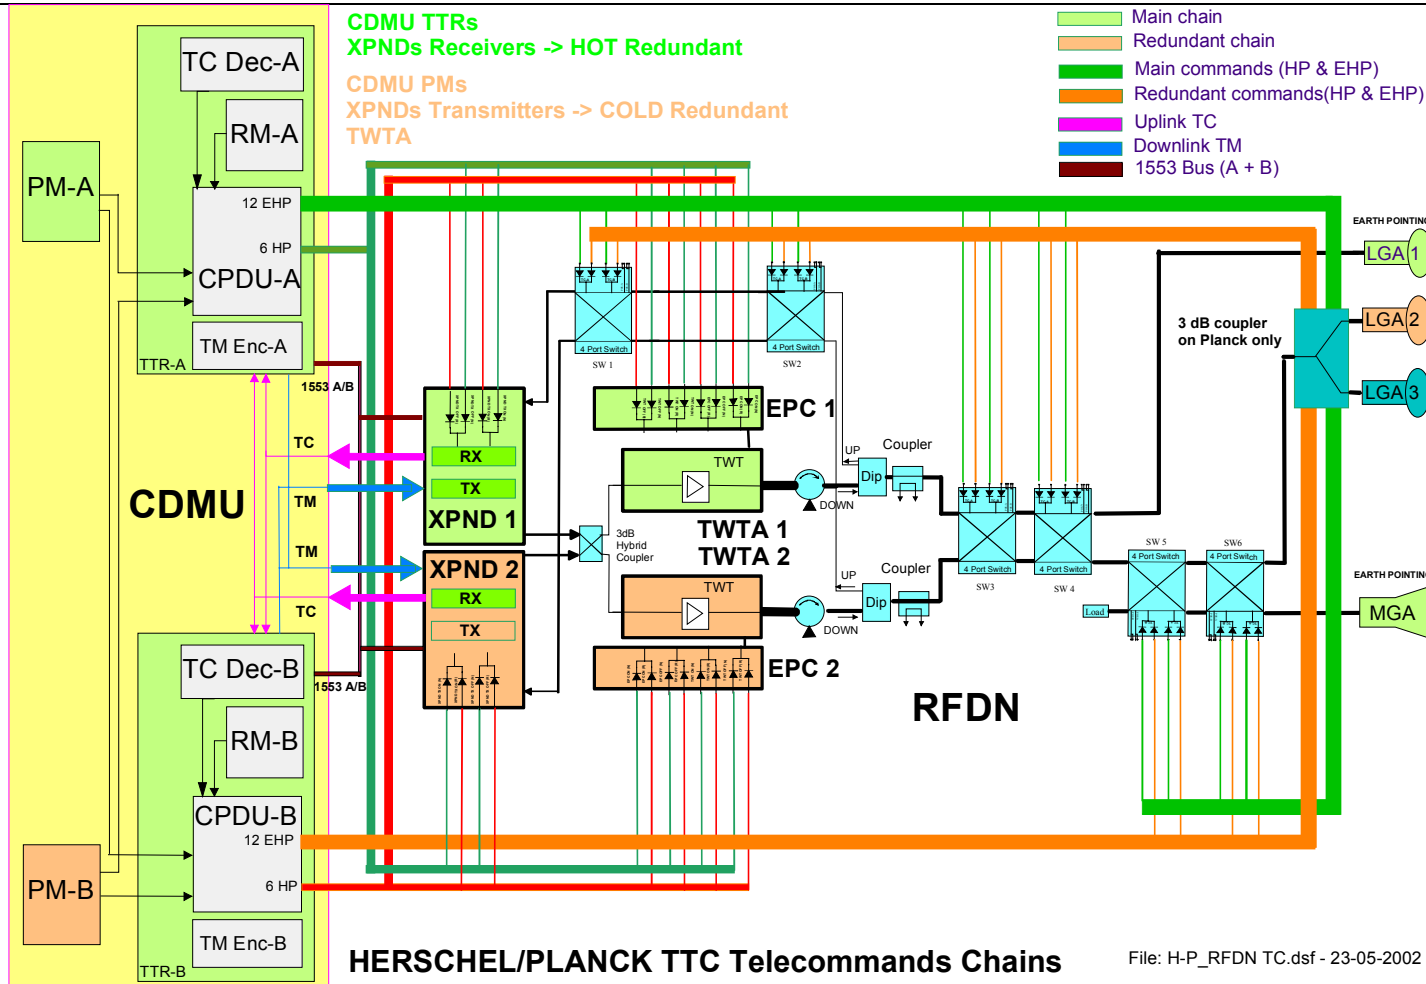 CDMU TTRs
XPNDs Receivers -> HOT Redundant
CDMU PMs
XPNDs Transmitters -> COLD Redundant
TWTA
Main chain
Redundant chain
Main commands (HP & EHP)
Redundant commands(HP & EHP)
Uplink TC
Downlink TM
1553 Bus (A + B)
TC Dec-A
RM-A
PM-A
12 EHP
6 HP
CPDU-A
TM Enc-A
TTR-A
1553 A/B
TC
TM
CDMU
TM
TC
1553 A/B
TC Dec-B
RM-B
CPDU-B
12 EHP
6 HP
PM-B
TM Enc-B
TTR-B
RX
TX
XPND 1
XPND 2
RX
TX
3dB
Hybrid
Coupler
4 Port Switch
SW 1
4 Port Switch
SW2
EPC 1
TWT
TWTA 1
TWTA 2
TWT
EPC 2
UP
Dip
Coupler
DOWN
UP
Dip
Coupler
DOWN
4 Port Switch
SW3
4 Port Switch
SW 4
SW 5
4 Port Switch
SW6
4 Port Switch
Load
RFDN
3 dB coupler
on Planck only
EARTH POINTING
LGA 1
LGA 2
LGA 3
EARTH POINTING
MGA
HERSCHEL/PLANCK TTC Telecommands Chains
File: H-P_RFDN TC.dsf - 23-05-2002